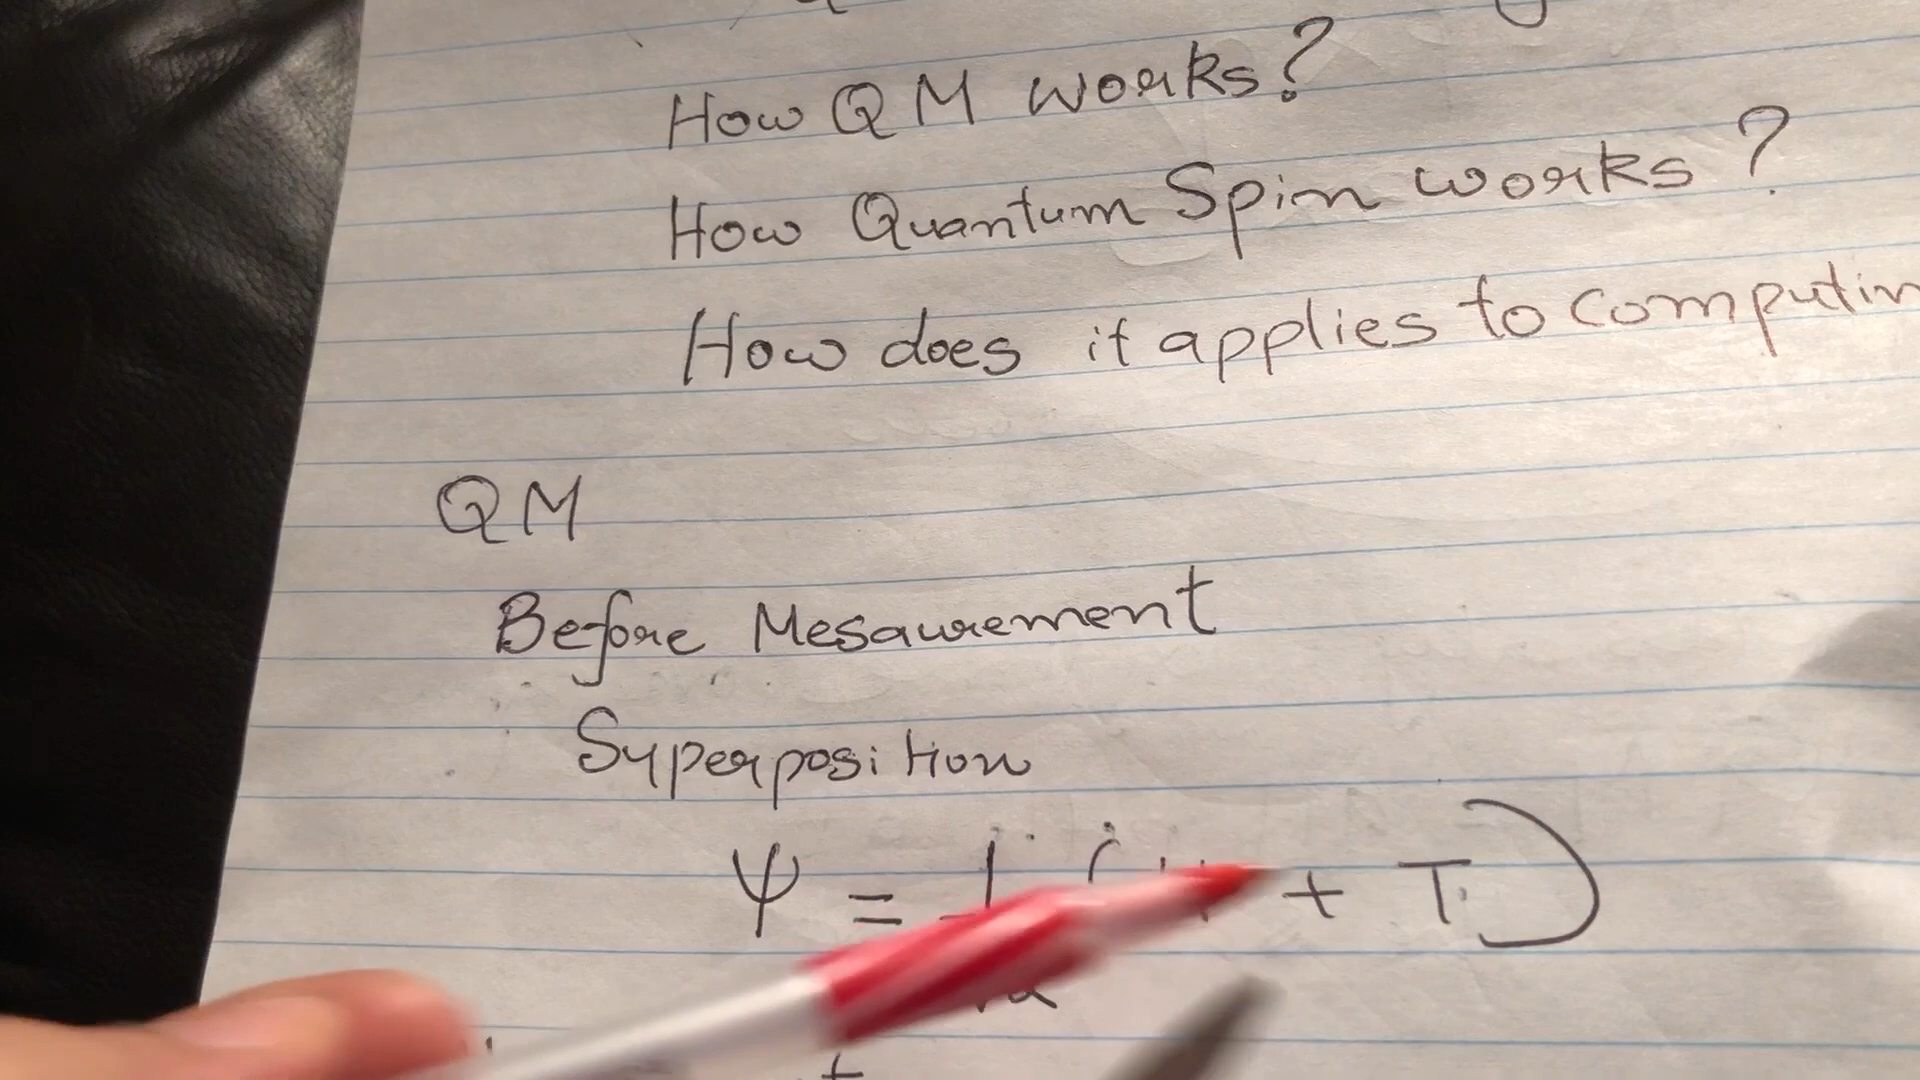 How QM works?
How Quantum Spin works?
How does it applies to computin
QM
Before Mesaurement
Superposition
Ψ = ( + T)